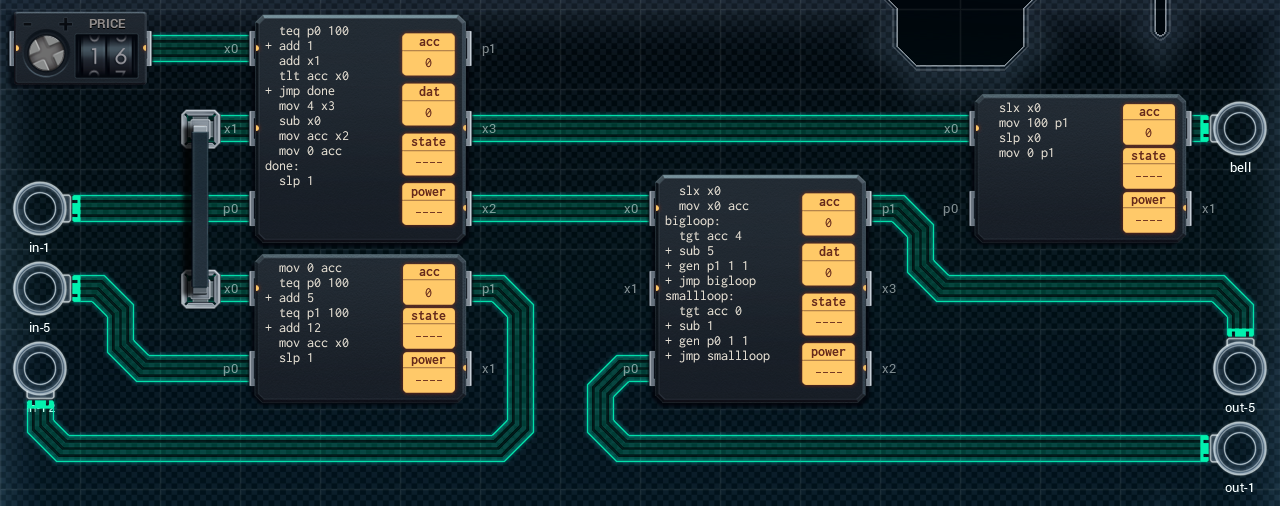 - + PRICE
1 6
x0
teq p0 100
+ add 1
add x1
tlt acc x0
+ jmp done
mov 4 x3
sub x0
mov acc x2
mov 0 acc
done:
slp 1
acc
0
dat
0
state
----
power
----
p1
x1
x3
p0
x2
in-1
x0
mov 0 acc
teq p0 100
+ add 5
teq p1 100
+ add 12
mov acc x0
slp 1
acc
0
state
----
power
----
p1
p0
x1
in-5
x0
slx x0
mov x0 acc
bigloop:
tgt acc 4
+ sub 5
+ gen p1 1 1
+ jmp bigloop
smallloop:
tgt acc 0
+ sub 1
+ gen p0 1 1
+ jmp smallloop
acc
0
dat
0
state
----
power
----
p1
x1
x3
p0
x2
x0
slx x0
mov 100 p1
slp x0
mov 0 p1
acc
0
state
----
power
----
p0
x1
bell
out-5
out-1